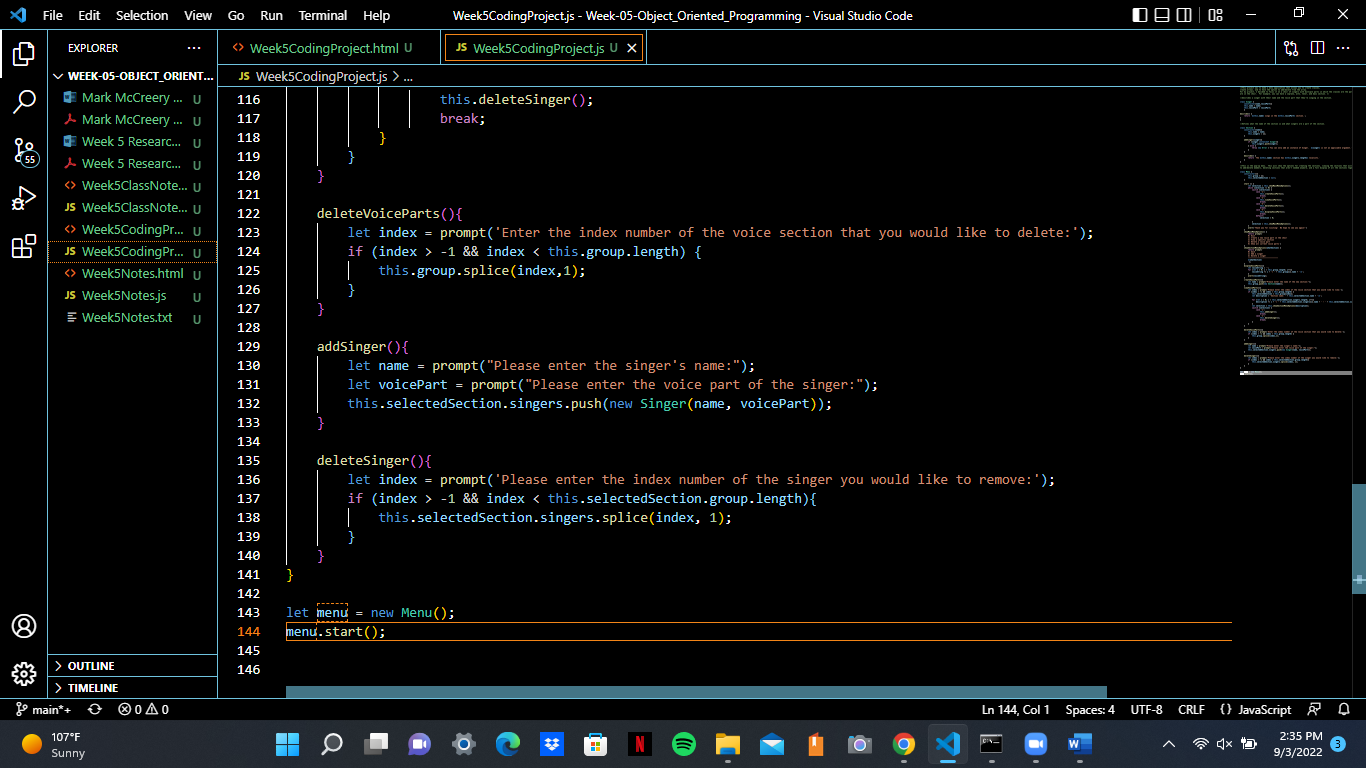 File Edit Selection View Go Run Terminal Help
Week5CodingProject.js - Week-05-Object_Oriented_Programming - Visual Studio Code
EXPLORER ...
<> Week5CodingProject.html U
JS Week5CodingProject.js U ✕
WEEK-05-OBJECT_ORIENT...
Mark McCreery ... U
Mark McCreery ... U
Week 5 Researc... U
Week 5 Researc... U
<> Week5ClassNote... U
JS Week5ClassNote... U
<> Week5CodingPr... U
JS Week5CodingPr... U
<> Week5Notes.html U
JS Week5Notes.js U
Week5Notes.txt U
55
OUTLINE
TIMELINE
JS Week5CodingProject.js > ...
116 this.deleteSinger();
117 break;
118 }
119 }
120 }
121
122 deleteVoiceParts(){
123 let index = prompt('Enter the index number of the voice section that you would like to delete:');
124 if (index > -1 && index < this.group.length) {
125 this.group.splice(index,1);
126 }
127 }
128
129 addSinger(){
130 let name = prompt("Please enter the singer's name:");
131 let voicePart = prompt("Please enter the voice part of the singer:");
132 this.selectedSection.singers.push(new Singer(name, voicePart));
133 }
134
135 deleteSinger(){
136 let index = prompt('Please enter the index number of the singer you would like to remove:');
137 if (index > -1 && index < this.selectedSection.group.length){
138 this.selectedSection.singers.splice(index, 1);
139 }
140 }
141 }
142
143 let menu = new Menu();
144 menu.start();
145
146
main*+ 0 0
Ln 144, Col 1 Spaces: 4 UTF-8 CRLF {} JavaScript
107°F
Sunny
N
W
2:35 PM
9/3/2022
3